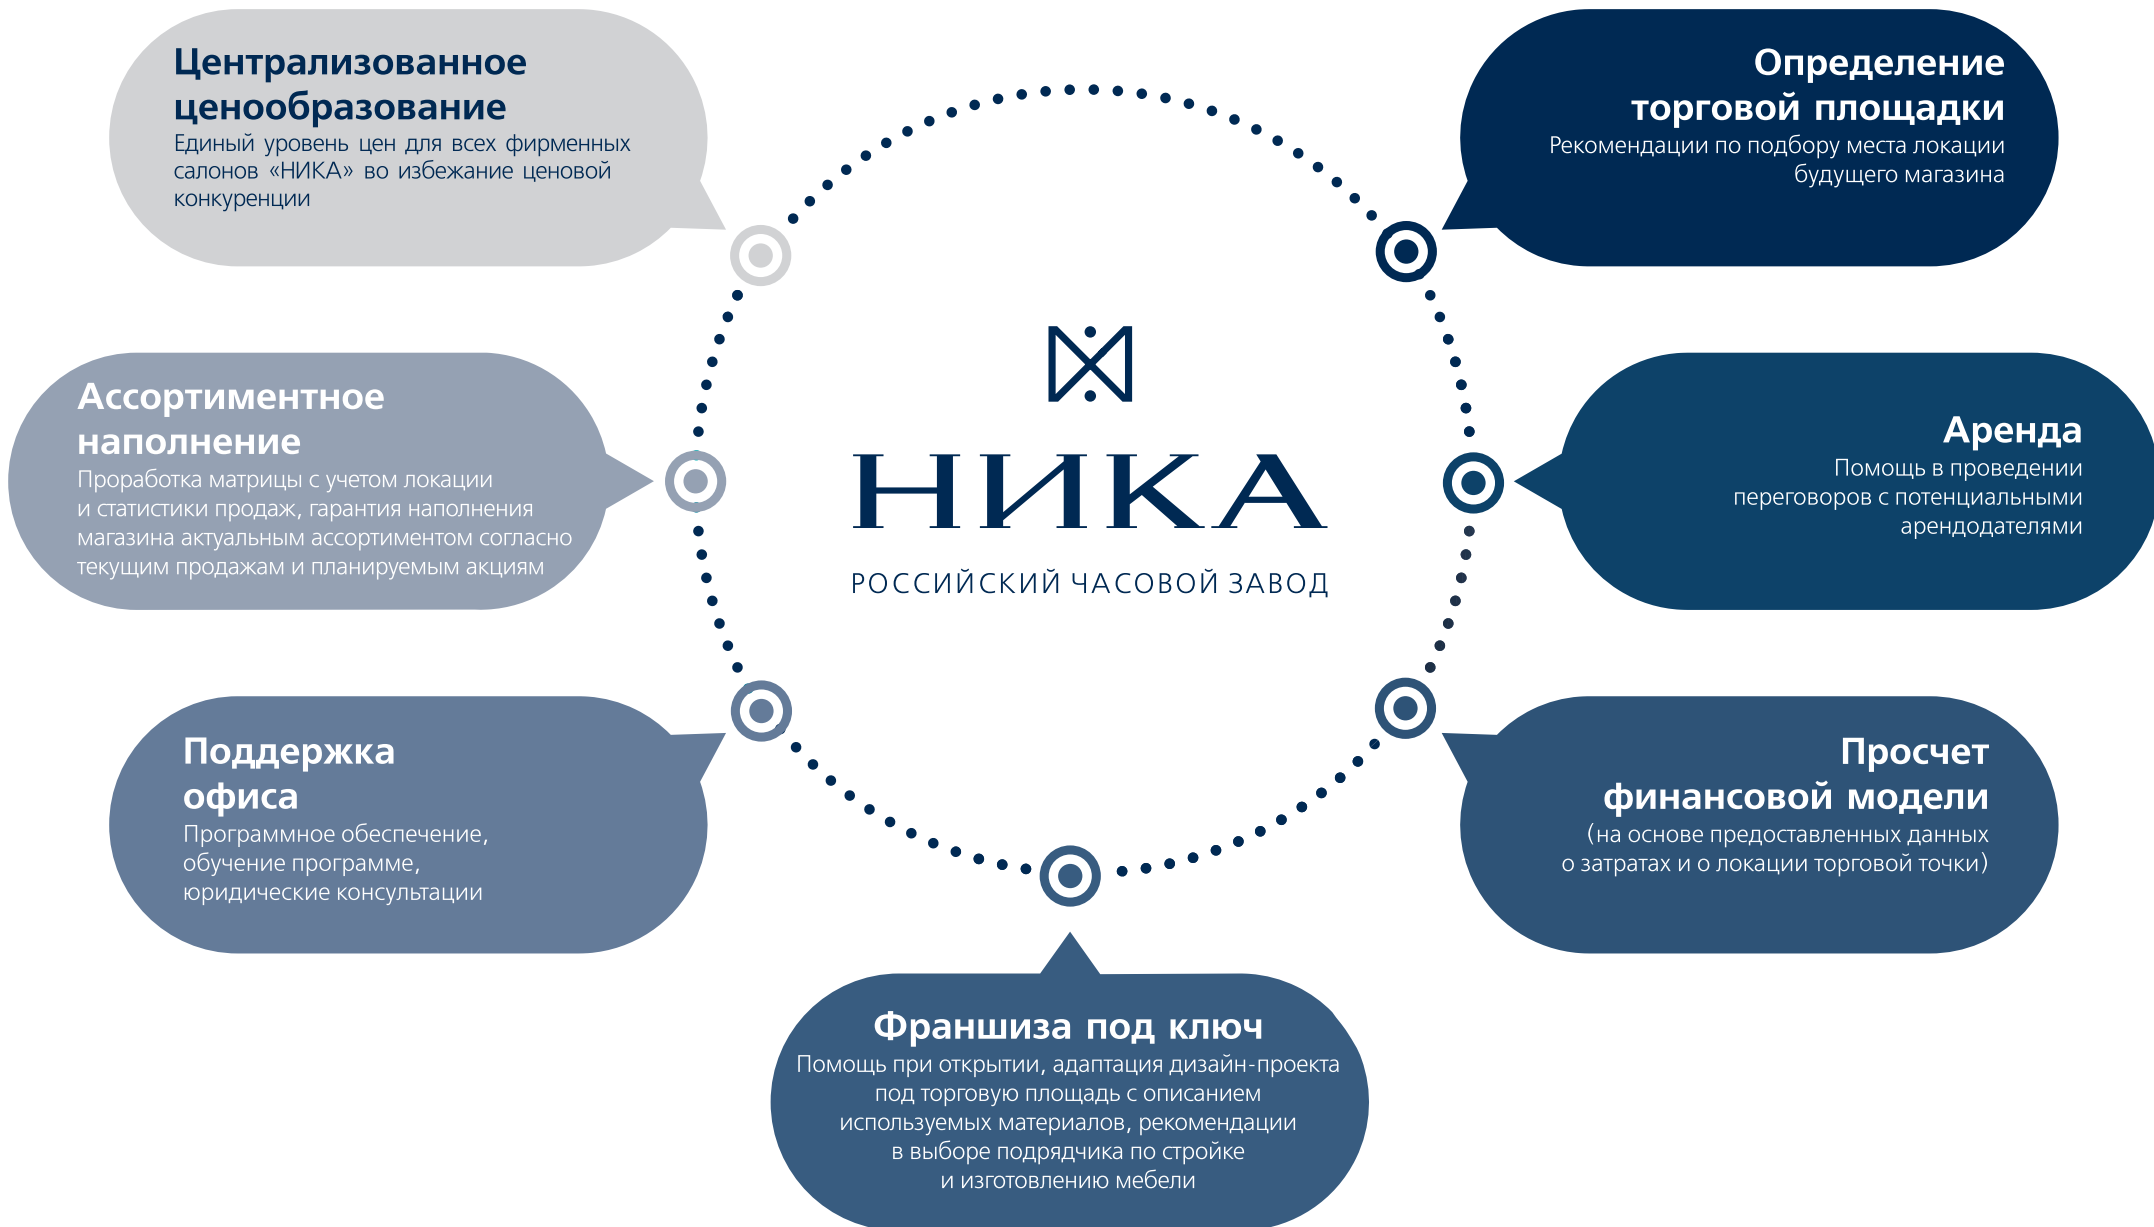 Централизованное
ценообразование
Единый уровень цен для всех фирменных
салонов «НИКА» во избежание ценовой
конкуренции
Определение
торговой площадки
Рекомендации по подбору места локации
будущего магазина
Ассортиментное
наполнение
Проработка матрицы с учетом локации
и статистики продаж, гарантия наполнения
магазина актуальным ассортиментом согласно
текущим продажам и планируемым акциям
НИКА
РОССИЙСКИЙ ЧАСОВОЙ ЗАВОД
Аренда
Помощь в проведении
переговоров с потенциальными
арендодателями
Поддержка
офиса
Программное обеспечение,
обучение программе,
юридические консультации
Просчет
финансовой модели
(на основе предоставленных данных
о затратах и о локации торговой точки)
Франшиза под ключ
Помощь при открытии, адаптация дизайн-проекта
под торговую площадь с описанием
используемых материалов, рекомендации
в выборе подрядчика по стройке
и изготовлению мебели